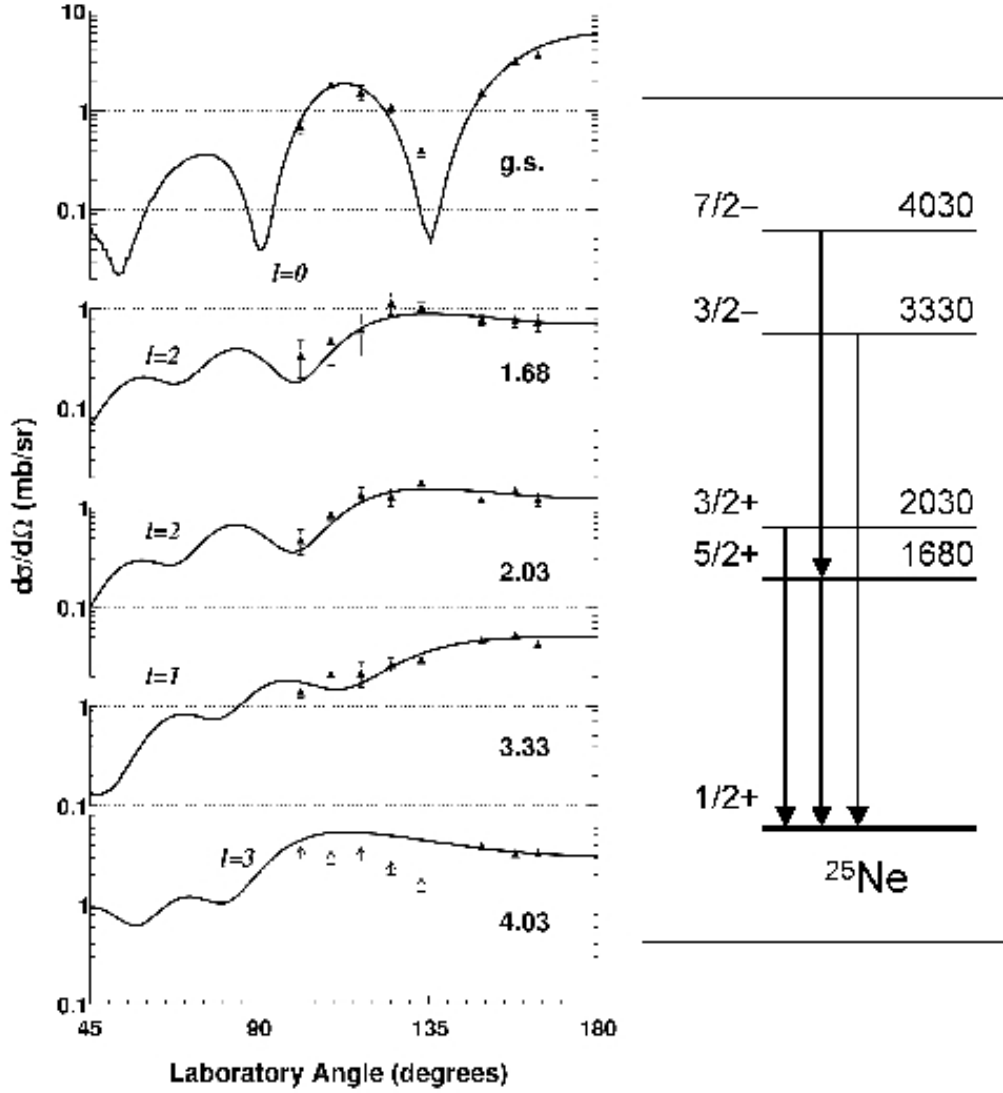 10
1
0.1
g.s.
l=0
1
0.1
l=2
1.68
1
0.1
l=2
2.03
1
0.1
l=1
3.33
1
0.1
l=3
4.03
45 90 135 180
Laboratory Angle (degrees)
dσ/dΩ (mb/sr)
7/2− 4030
3/2− 3330
3/2+ 2030
5/2+ 1680
1/2+
²⁵Ne